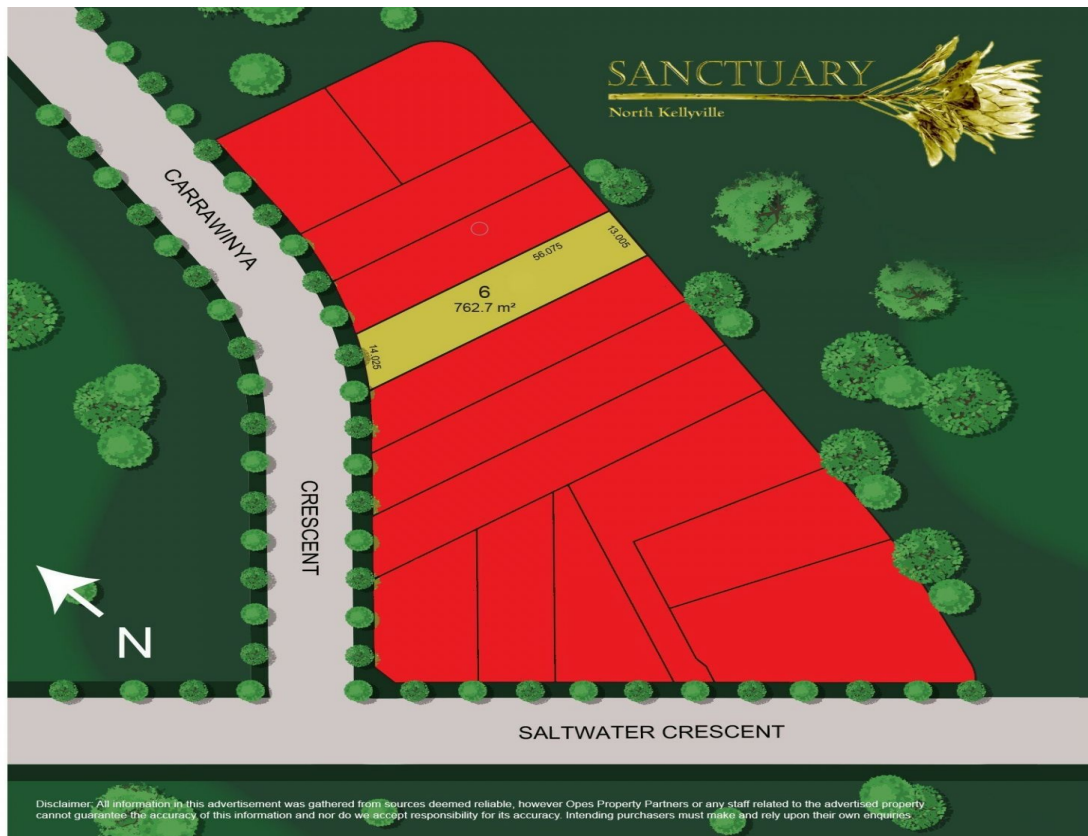 SANCTUARY
North Kellyville
CARRAWINYA
56.075
13.005
6
762.7 m²
14.025
CRESCENT
N
SALTWATER CRESCENT
Disclaimer: All information in this advertisement was gathered from sources deemed reliable, however Opes Property Partners or any staff related to the advertised property
cannot guarantee the accuracy of this information and nor do we accept responsibility for its accuracy. Intending purchasers must make and rely upon their own enquiries